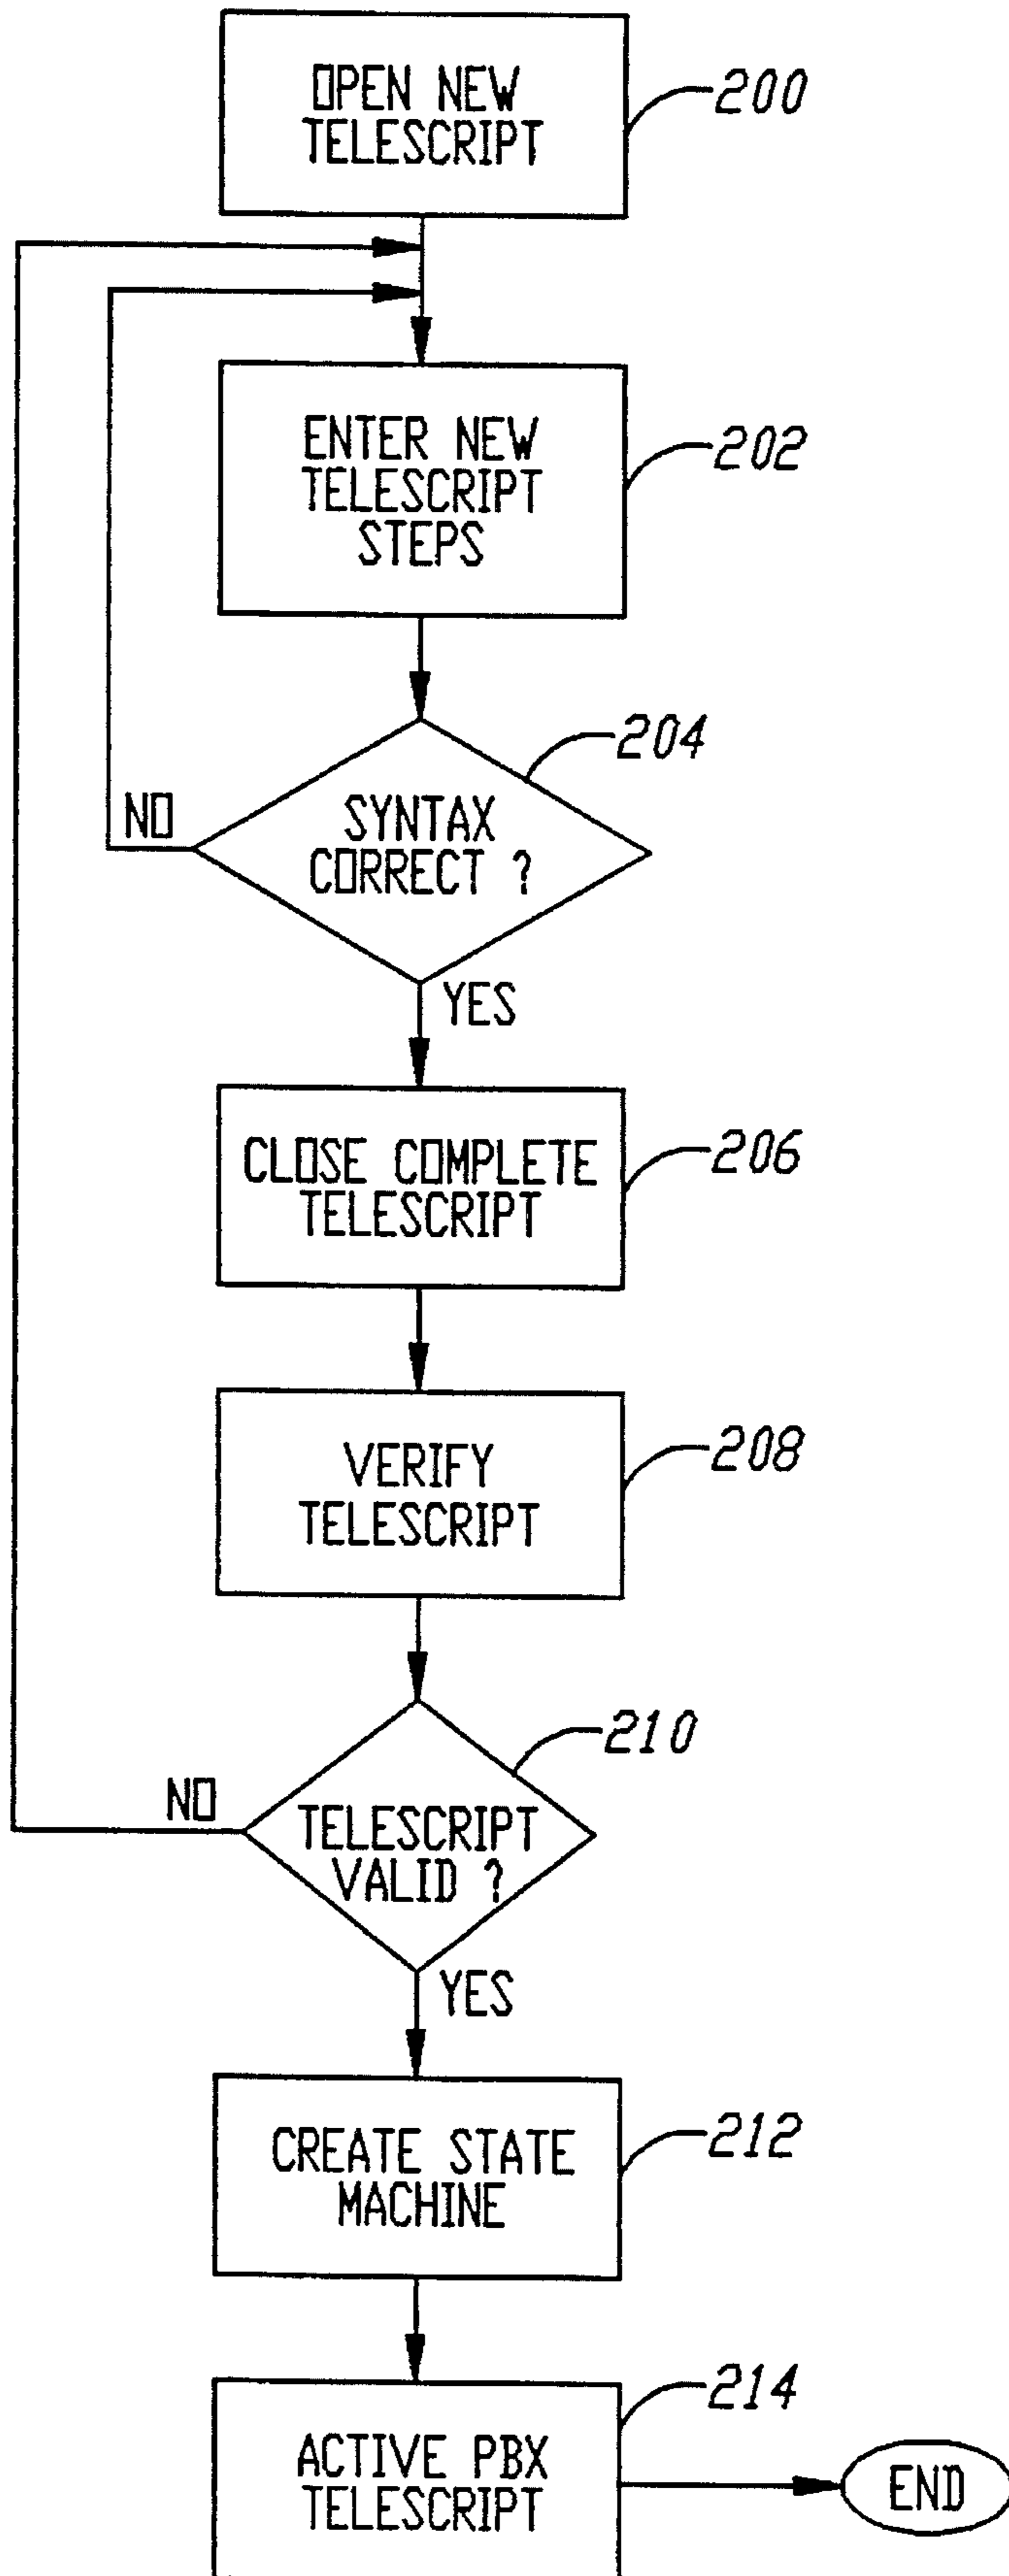 OPEN NEW
TELESCRIPT
200
ENTER NEW
TELESCRIPT
STEPS
202
204
SYNTAX
CORRECT ?
NO
YES
CLOSE COMPLETE
TELESCRIPT
206
VERIFY
TELESCRIPT
208
210
TELESCRIPT
VALID ?
NO
YES
CREATE STATE
MACHINE
212
214
ACTIVE PBX
TELESCRIPT
END